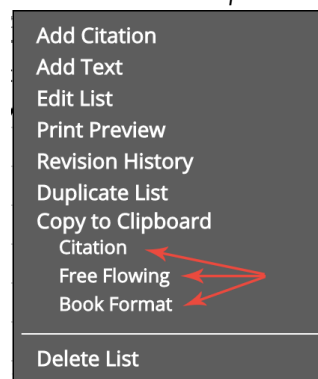 Add Citation
Add Text
Edit List
Print Preview
Revision History
Duplicate List
Copy to Clipboard
Citation
Free Flowing
Book Format
Delete List